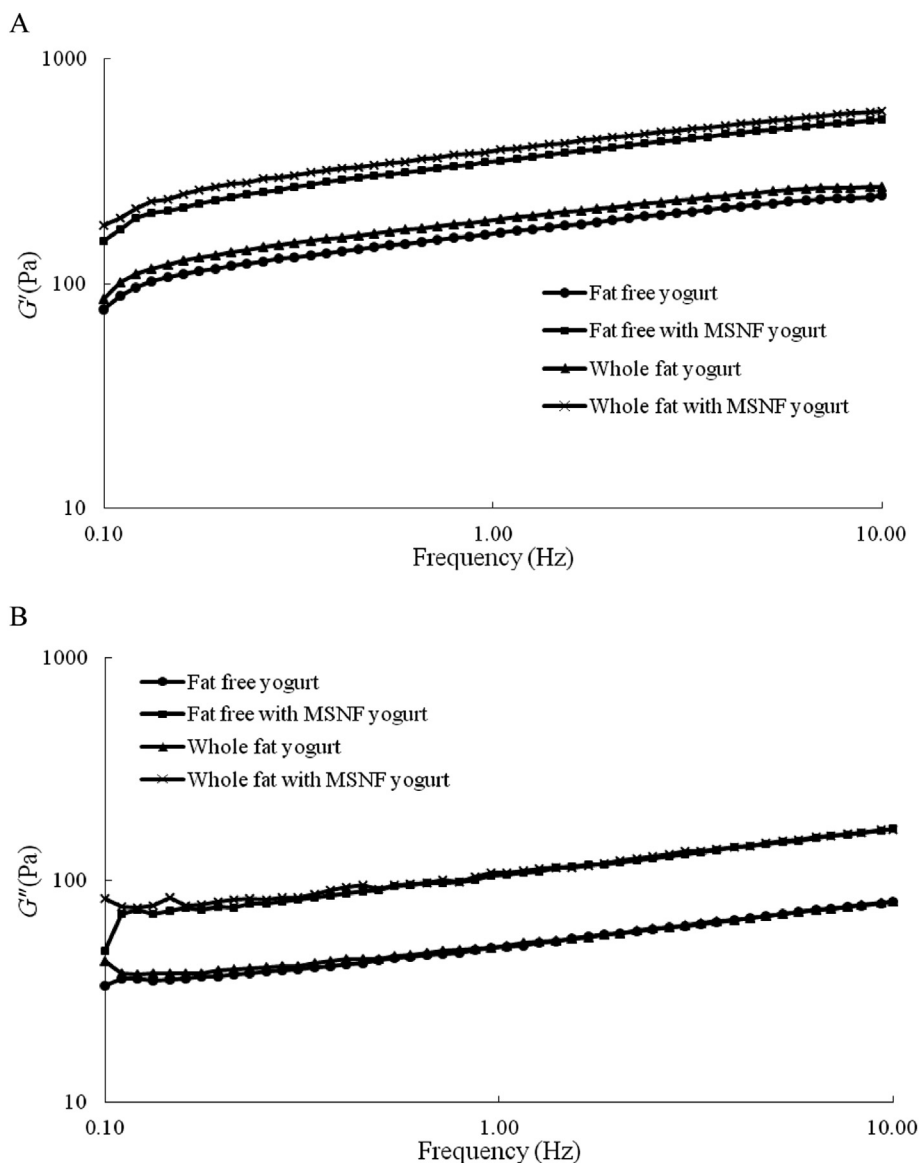 A
1000
G′(Pa)
100
Fat free yogurt
Fat free with MSNF yogurt
Whole fat yogurt
Whole fat with MSNF yogurt
10
0.10 1.00 10.00
Frequency (Hz)
B
1000
Fat free yogurt
Fat free with MSNF yogurt
Whole fat yogurt
Whole fat with MSNF yogurt
G″(Pa)
100
10
0.10 1.00 10.00
Frequency (Hz)